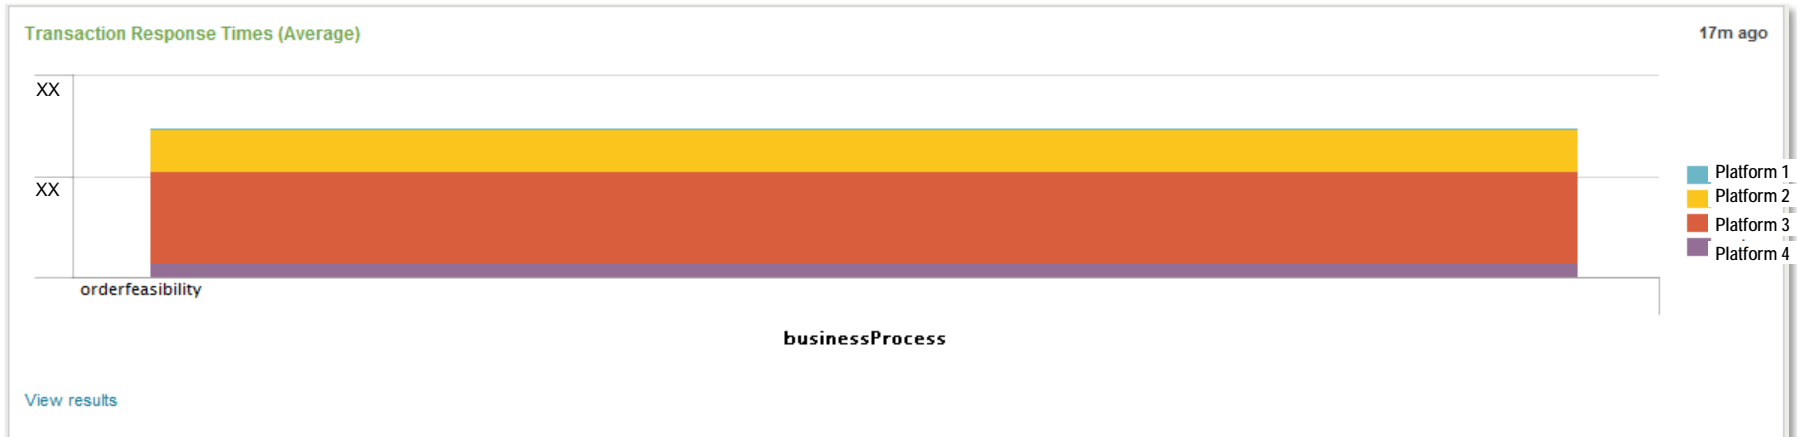 Transaction Response Times (Average)
17m ago
XX
XX
Platform 1
Platform 2
Platform 3
Platform 4
orderfeasibility
businessProcess
View results